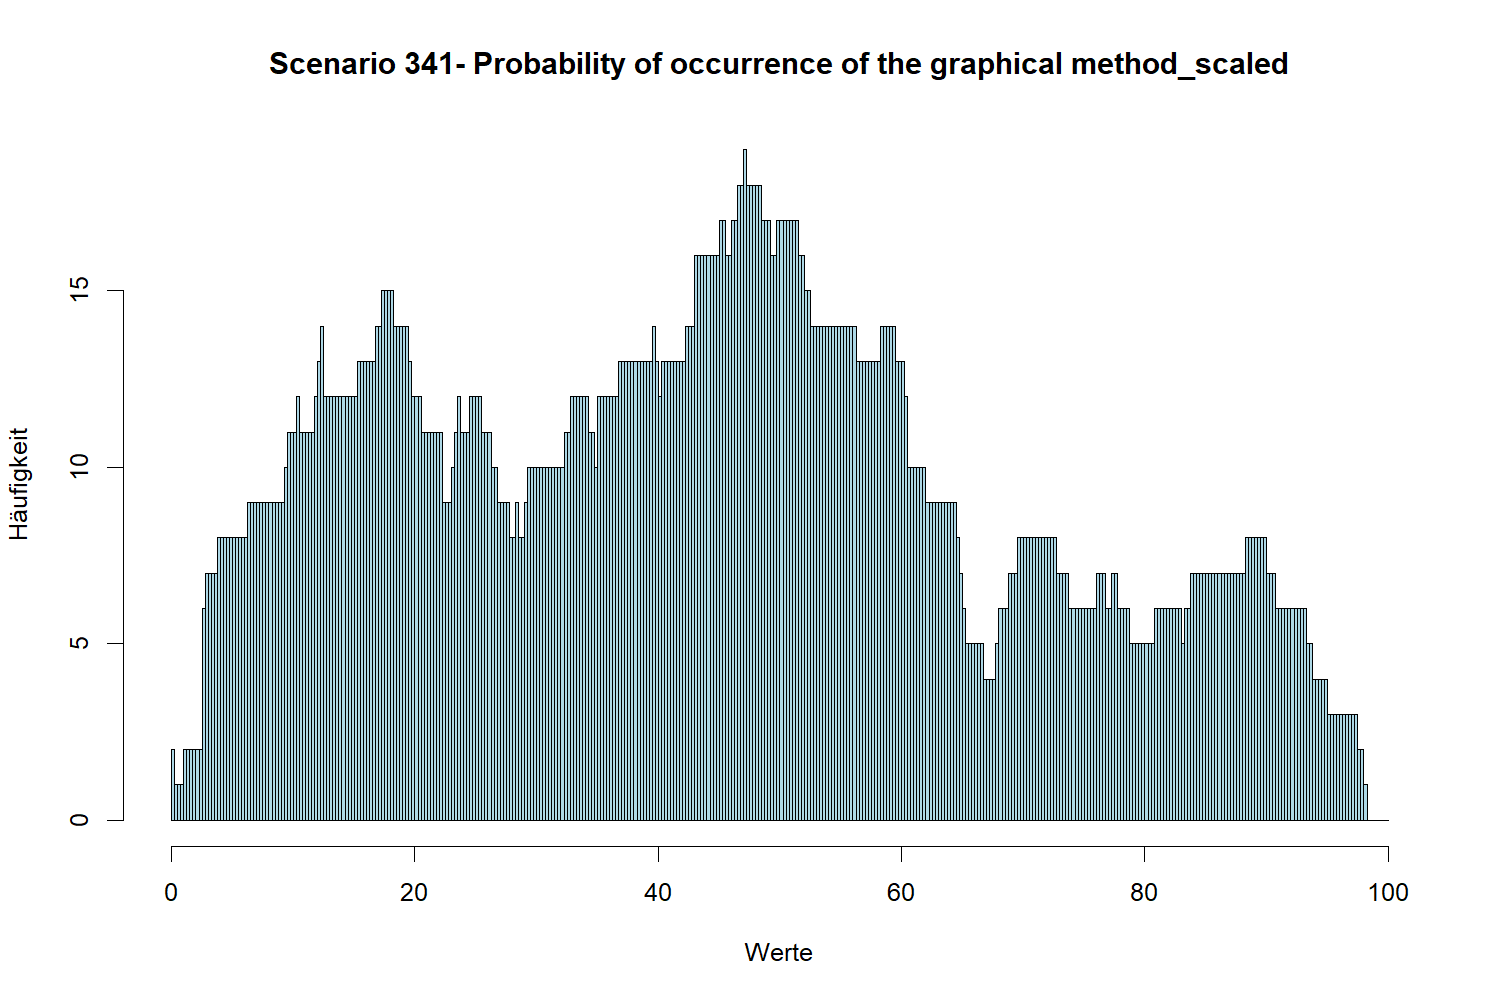 Scenario 341- Probability of occurrence of the graphical method_scaled
Häufigkeit
15
10
5
0
0 20 40 60 80 100
Werte